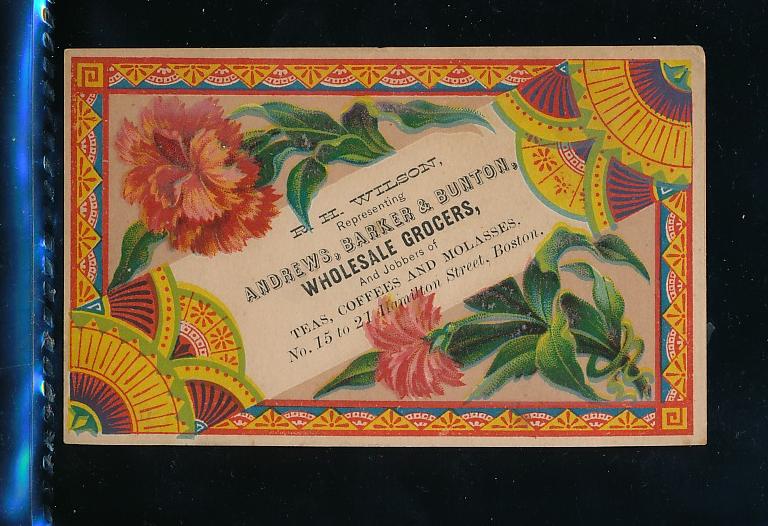 R. H. WILSON,
Representing
ANDREWS, BARKER & BUNTON,
WHOLESALE GROCERS,
And Jobbers of
TEAS, COFFEES AND MOLASSES.
No. 15 to 21 Hamilton Street, Boston.